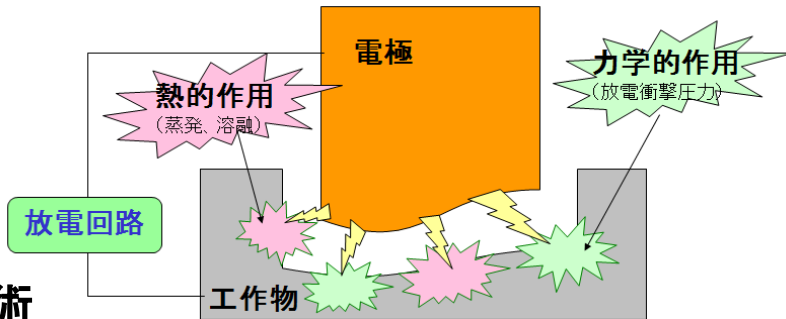 電極
力学的作用
(放電衝撃圧力)
熱的作用
(蒸発、溶融)
放電回路
工作物
術